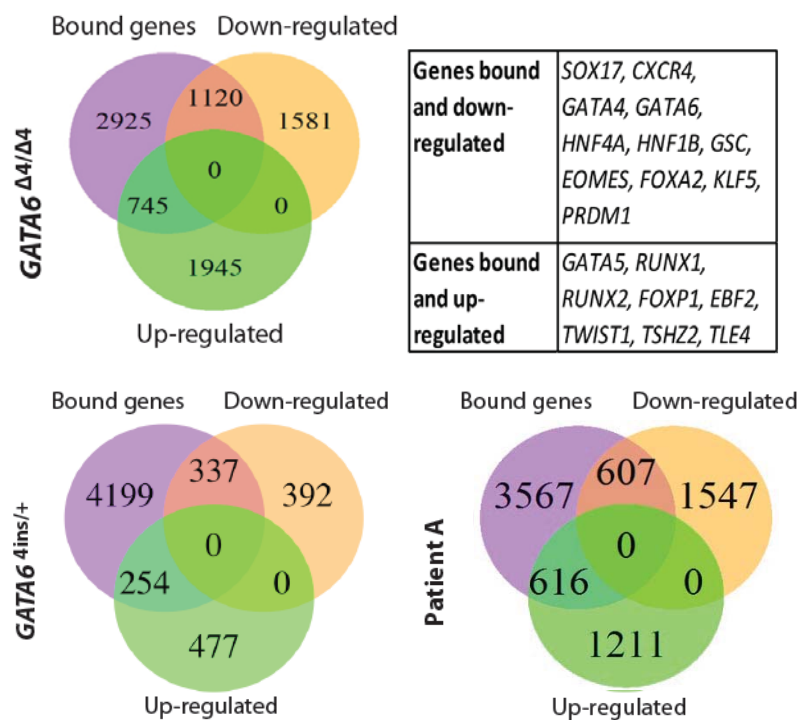 Bound genes Down-regulated
2925 1120 1581
0
745 0
1945
Up-regulated
GATA6 Δ4/Δ4
Genes bound and down-regulated
SOX17, CXCR4,
GATA4, GATA6,
HNF4A, HNF1B, GSC,
EOMES, FOXA2, KLF5,
PRDM1
Genes bound and up-regulated
GATA5, RUNX1,
RUNX2, FOXP1, EBF2,
TWIST1, TSHZ2, TLE4
Bound genes Down-regulated
4199 337 392
0
254 0
477
Up-regulated
GATA6 4ins/+
Bound genes Down-regulated
3567 607 1547
0
616 0
1211
Up-regulated
Patient A